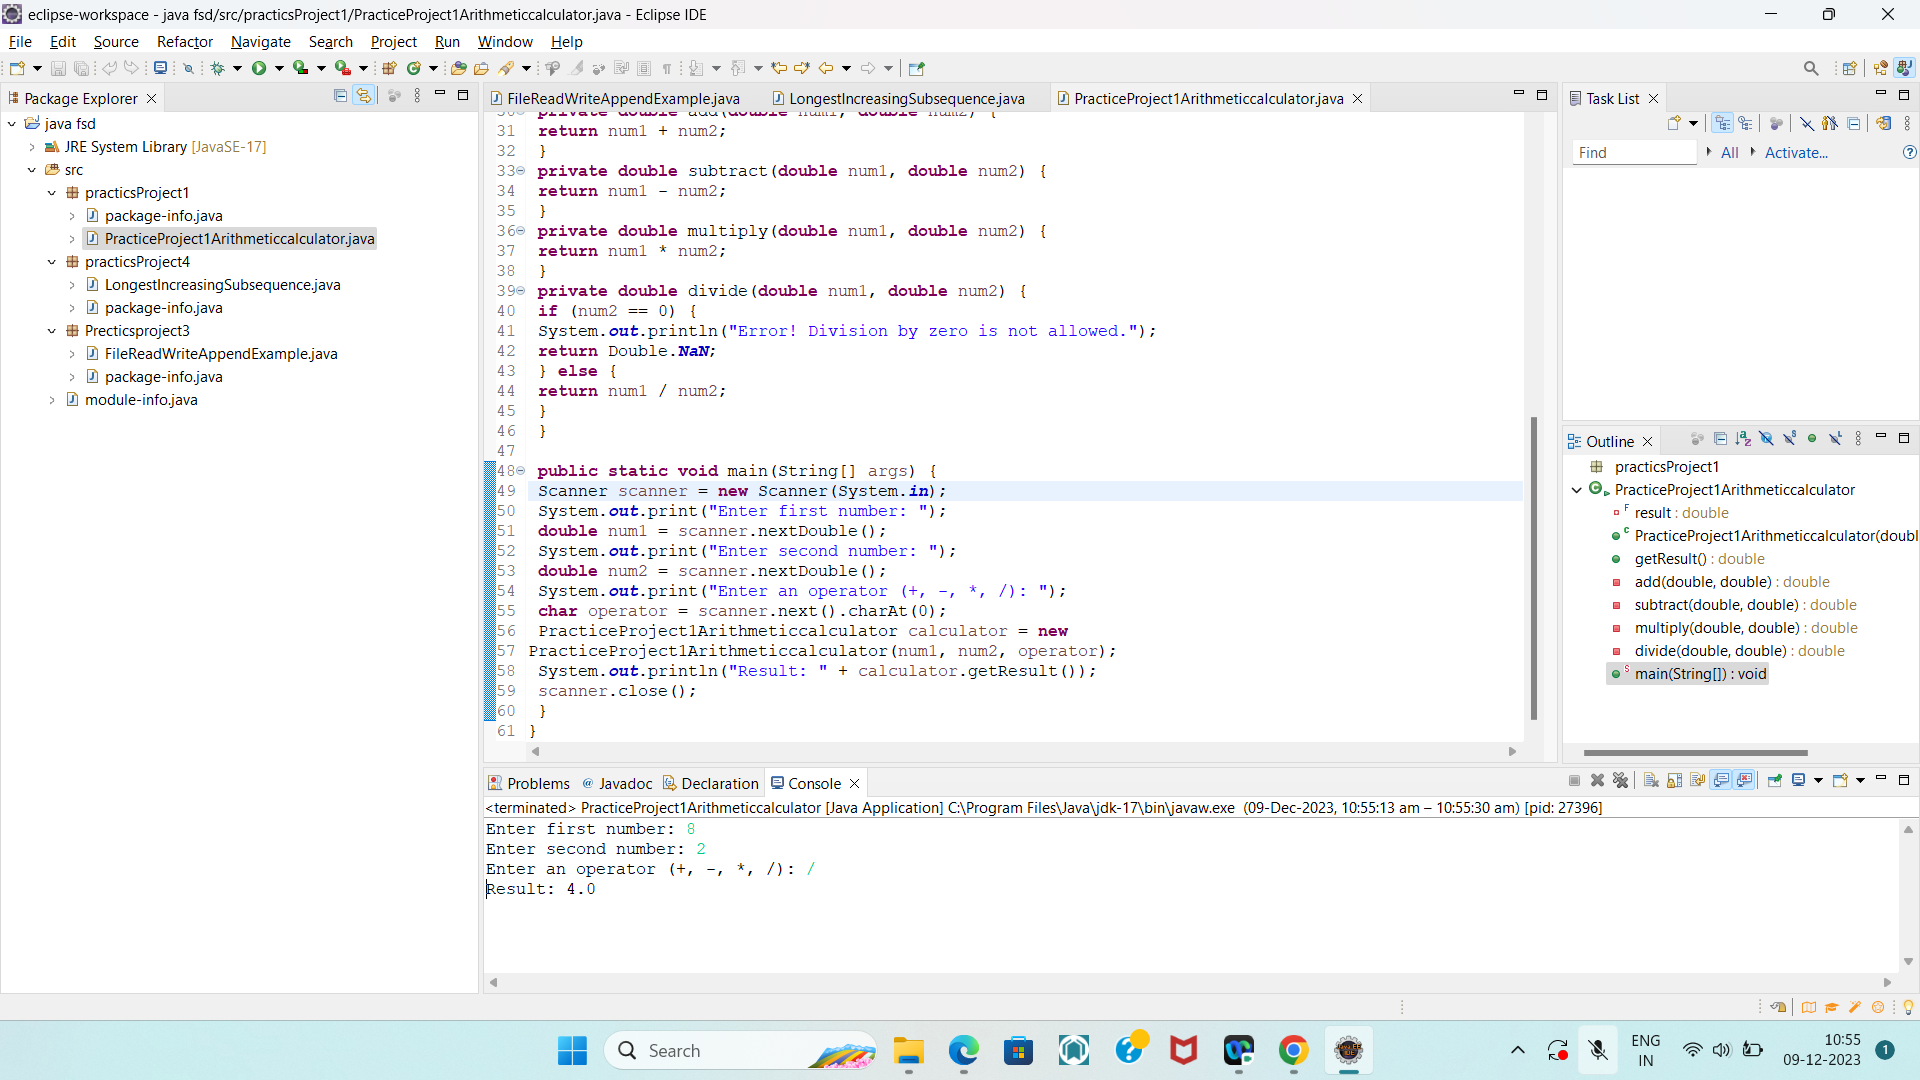 eclipse-workspace - java fsd/src/practicsProject1/PracticeProject1Arithmeticcalculator.java - Eclipse IDE
File Edit Source Refactor Navigate Search Project Run Window Help
Package Explorer
java fsd
JRE System Library [JavaSE-17]
src
practicsProject1
package-info.java
PracticeProject1Arithmeticcalculator.java
practicsProject4
LongestIncreasingSubsequence.java
package-info.java
Precticsproject3
FileReadWriteAppendExample.java
package-info.java
module-info.java
FileReadWriteAppendExample.java LongestIncreasingSubsequence.java PracticeProject1Arithmeticcalculator.java
30 private double add(double num1, double num2) {
31 return num1 + num2;
32 }
33 private double subtract(double num1, double num2) {
34 return num1 - num2;
35 }
36 private double multiply(double num1, double num2) {
37 return num1 * num2;
38 }
39 private double divide(double num1, double num2) {
40 if (num2 == 0) {
41 System.out.println("Error! Division by zero is not allowed.");
42 return Double.NaN;
43 } else {
44 return num1 / num2;
45 }
46 }
47
48 public static void main(String[] args) {
49 Scanner scanner = new Scanner(System.in);
50 System.out.print("Enter first number: ");
51 double num1 = scanner.nextDouble();
52 System.out.print("Enter second number: ");
53 double num2 = scanner.nextDouble();
54 System.out.print("Enter an operator (+, -, *, /): ");
55 char operator = scanner.next().charAt(0);
56 PracticeProject1Arithmeticcalculator calculator = new
57 PracticeProject1Arithmeticcalculator(num1, num2, operator);
58 System.out.println("Result: " + calculator.getResult());
59 scanner.close();
60 }
61 }
Task List
Find All Activate...
Outline
practicsProject1
PracticeProject1Arithmeticcalculator
result : double
PracticeProject1Arithmeticcalculator(doubl
getResult() : double
add(double, double) : double
subtract(double, double) : double
multiply(double, double) : double
divide(double, double) : double
main(String[]) : void
Problems Javadoc Declaration Console
<terminated> PracticeProject1Arithmeticcalculator [Java Application] C:\Program Files\Java\jdk-17\bin\javaw.exe (09-Dec-2023, 10:55:13 am – 10:55:30 am) [pid: 27396]
Enter first number: 8
Enter second number: 2
Enter an operator (+, -, *, /): /
Result: 4.0
Search
ENG
IN
10:55
09-12-2023
1